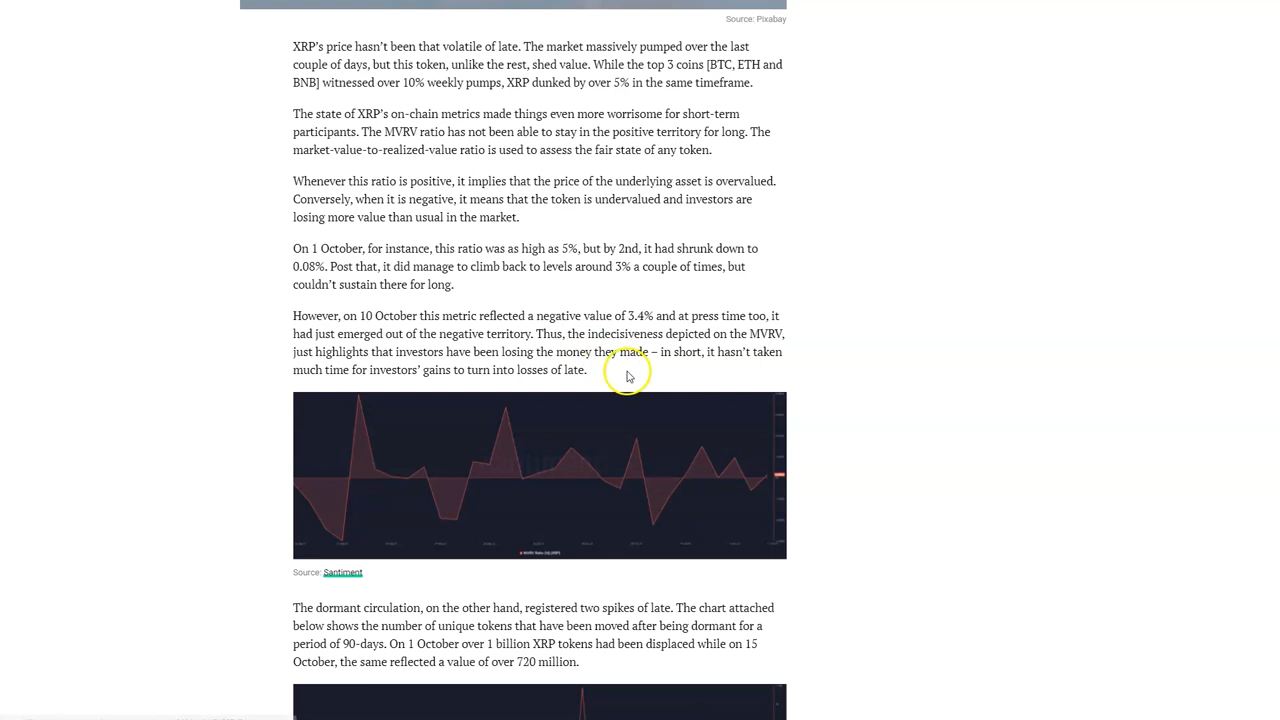 Source: Pixabay
XRP’s price hasn’t been that volatile of late. The market massively pumped over the last
couple of days, but this token, unlike the rest, shed value. While the top 3 coins [BTC, ETH and
BNB] witnessed over 10% weekly pumps, XRP dunked by over 5% in the same timeframe.
The state of XRP’s on-chain metrics made things even more worrisome for short-term
participants. The MVRV ratio has not been able to stay in the positive territory for long. The
market-value-to-realized-value ratio is used to assess the fair state of any token.
Whenever this ratio is positive, it implies that the price of the underlying asset is overvalued.
Conversely, when it is negative, it means that the token is undervalued and investors are
losing more value than usual in the market.
On 1 October, for instance, this ratio was as high as 5%, but by 2nd, it had shrunk down to
0.08%. Post that, it did manage to climb back to levels around 3% a couple of times, but
couldn’t sustain there for long.
However, on 10 October this metric reflected a negative value of 3.4% and at press time too, it
had just emerged out of the negative territory. Thus, the indecisiveness depicted on the MVRV,
just highlights that investors have been losing the money they made – in short, it hasn’t taken
much time for investors’ gains to turn into losses of late.
Source: Santiment
The dormant circulation, on the other hand, registered two spikes of late. The chart attached
below shows the number of unique tokens that have been moved after being dormant for a
period of 90-days. On 1 October over 1 billion XRP tokens had been displaced while on 15
October, the same reflected a value of over 720 million.